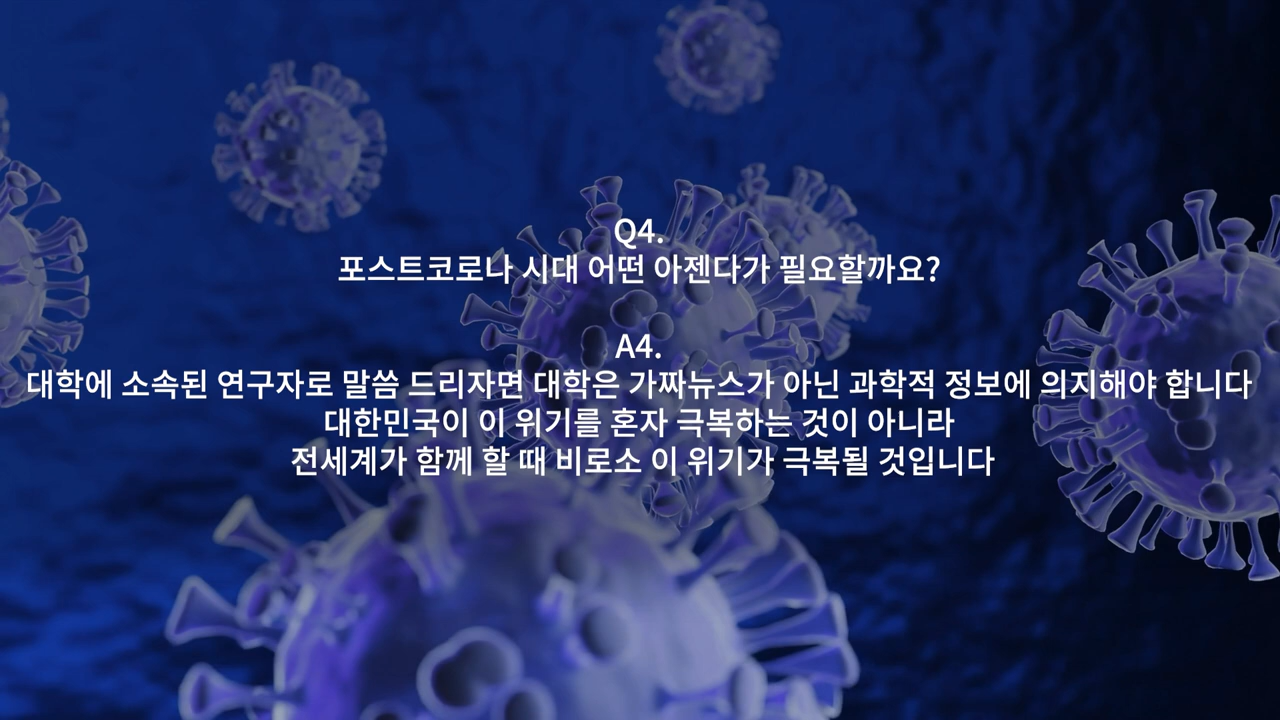 Q4.
포스트코로나 시대 어떤 아젠다가 필요할까요?
A4.
대학에 소속된 연구자로 말씀 드리자면 대학은 가짜뉴스가 아닌 과학적 정보에 의지해야 합니다
대한민국이 이 위기를 혼자 극복하는 것이 아니라
전세계가 함께 할 때 비로소 이 위기가 극복될 것입니다